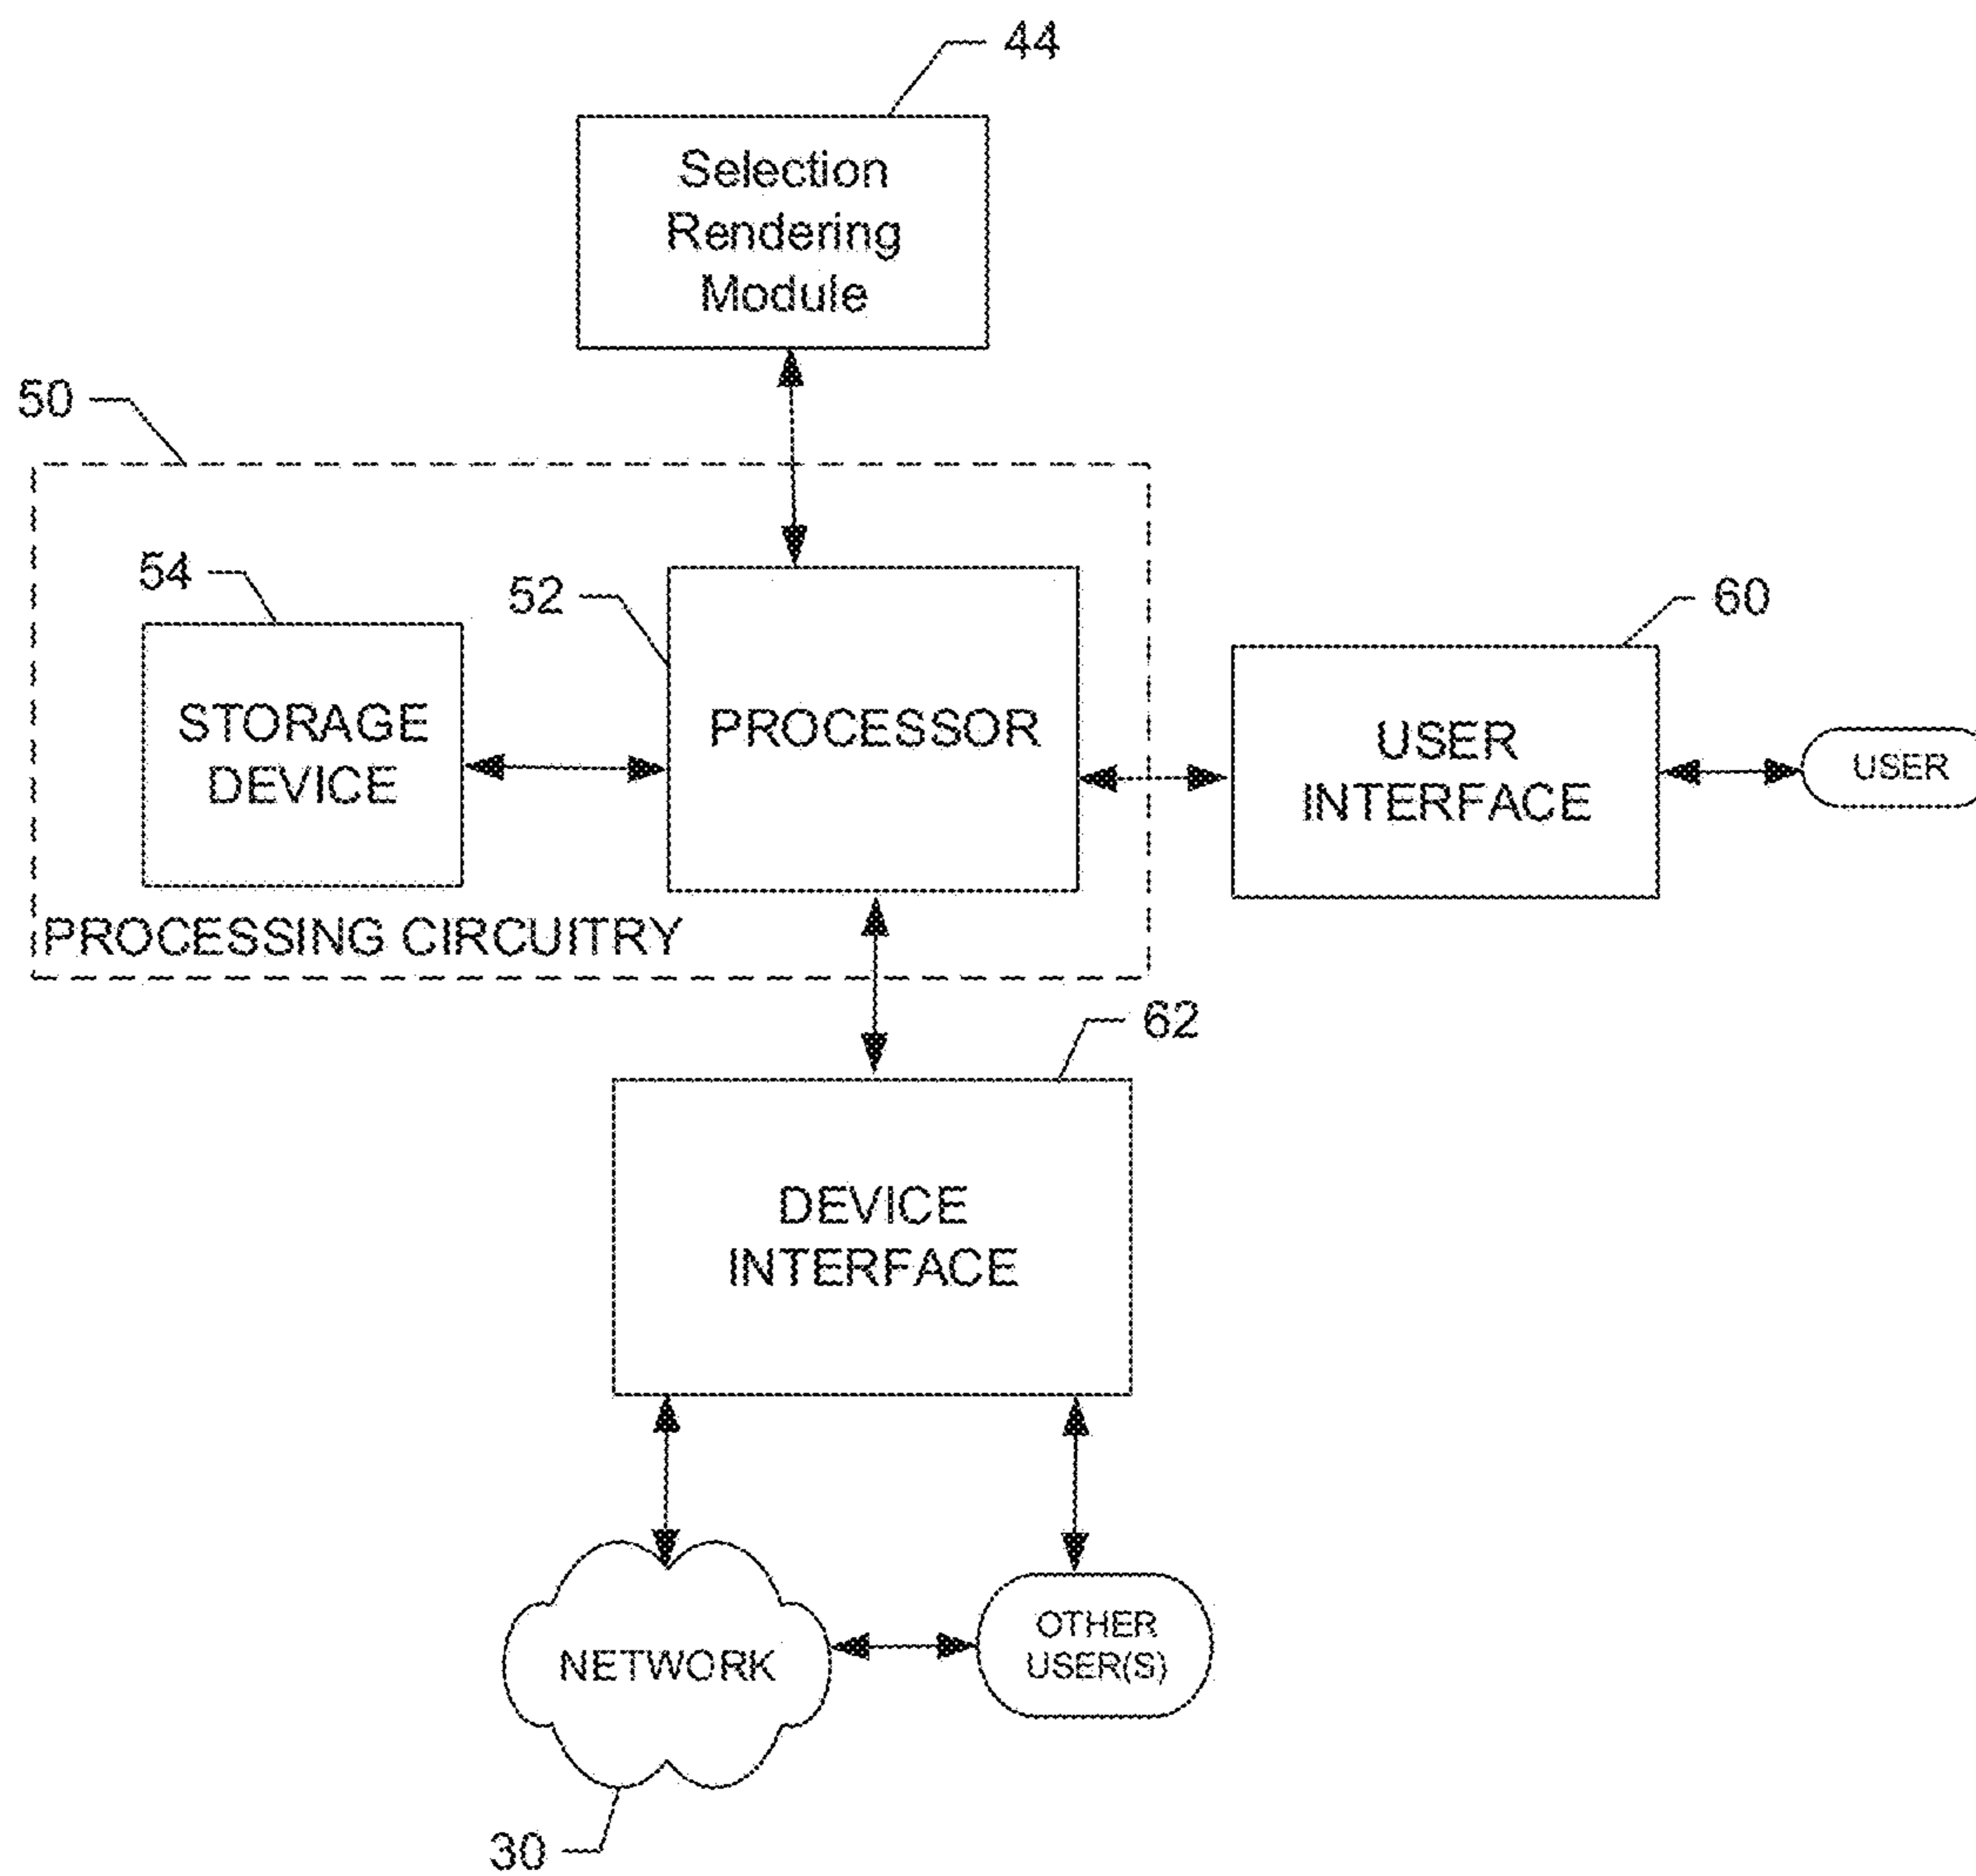 44
Selection
Rendering
Module
50
54
52
60
STORAGE
DEVICE
PROCESSOR
USER
INTERFACE
USER
PROCESSING CIRCUITRY
62
DEVICE
INTERFACE
NETWORK
OTHER
USER(S)
30